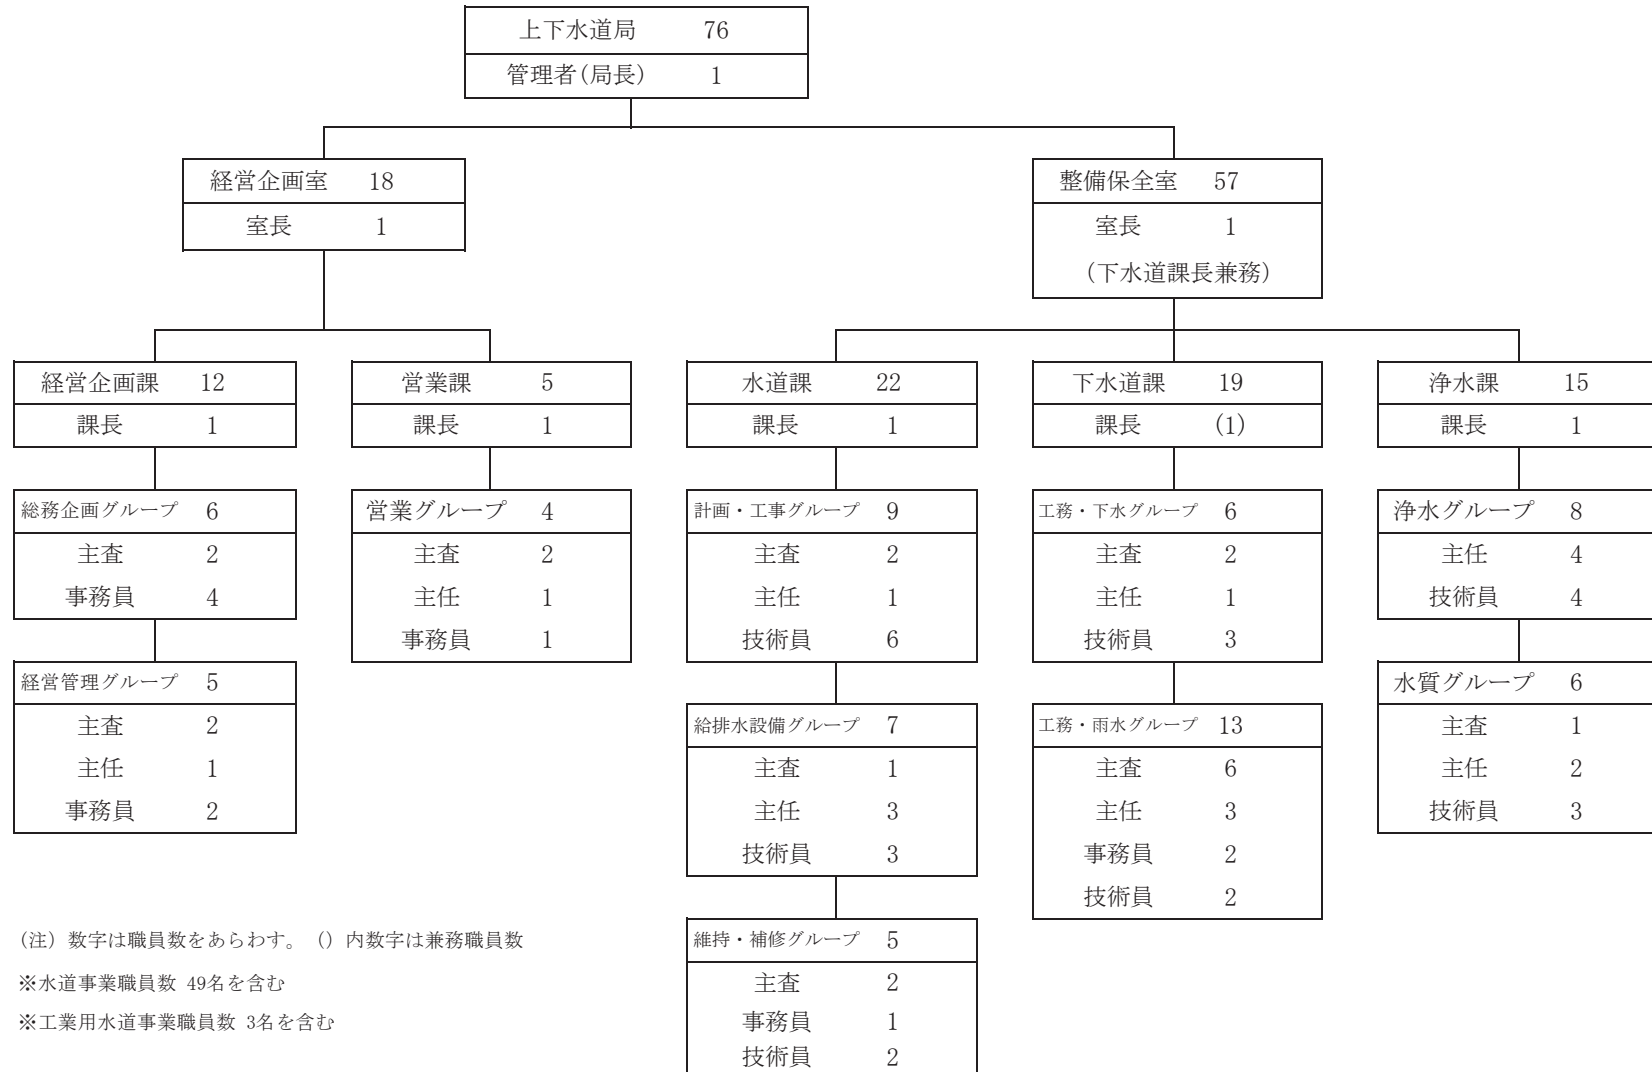 上下水道局 76
管理者(局長) 1
経営企画室 18
室長 1
整備保全室 57
室長 1
(下水道課長兼務)
経営企画課 12
課長 1
総務企画グループ 6
主査 2
事務員 4
経営管理グループ 5
主査 2
主任 1
事務員 2
営業課 5
課長 1
営業グループ 4
主査 2
主任 1
事務員 1
水道課 22
課長 1
計画・工事グループ 9
主査 2
主任 1
技術員 6
給排水設備グループ 7
主査 1
主任 3
技術員 3
維持・補修グループ 5
主査 2
事務員 1
技術員 2
下水道課 19
課長 (1)
工務・下水グループ 6
主査 2
主任 1
技術員 3
工務・雨水グループ 13
主査 6
主任 3
事務員 2
技術員 2
浄水課 15
課長 1
浄水グループ 8
主任 4
技術員 4
水質グループ 6
主査 1
主任 2
技術員 3
(注) 数字は職員数をあらわす。 () 内数字は兼務職員数
※水道事業職員数 49名を含む
※工業用水道事業職員数 3名を含む